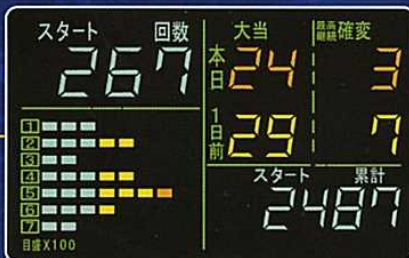 スタート 回数
267
大当 最高継続 確変
本日 24 3
1日前 29 7
スタート 累計
2487
1
2
3
4
5
6
7
目盛X100